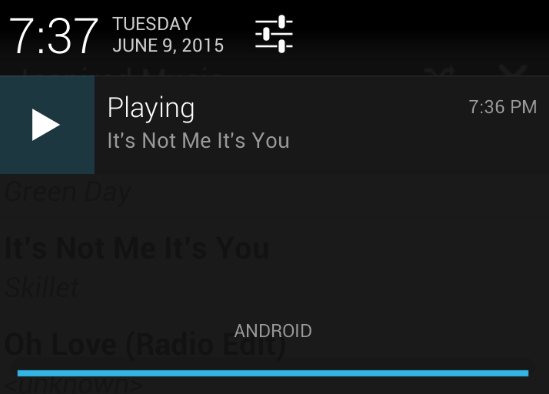 7:37
TUESDAY
JUNE 9, 2015
Playing
7:36 PM
It's Not Me It's You
Green Day
It's Not Me It's You
Skillet
ANDROID
Oh Love (Radio Edit)
<unknown>